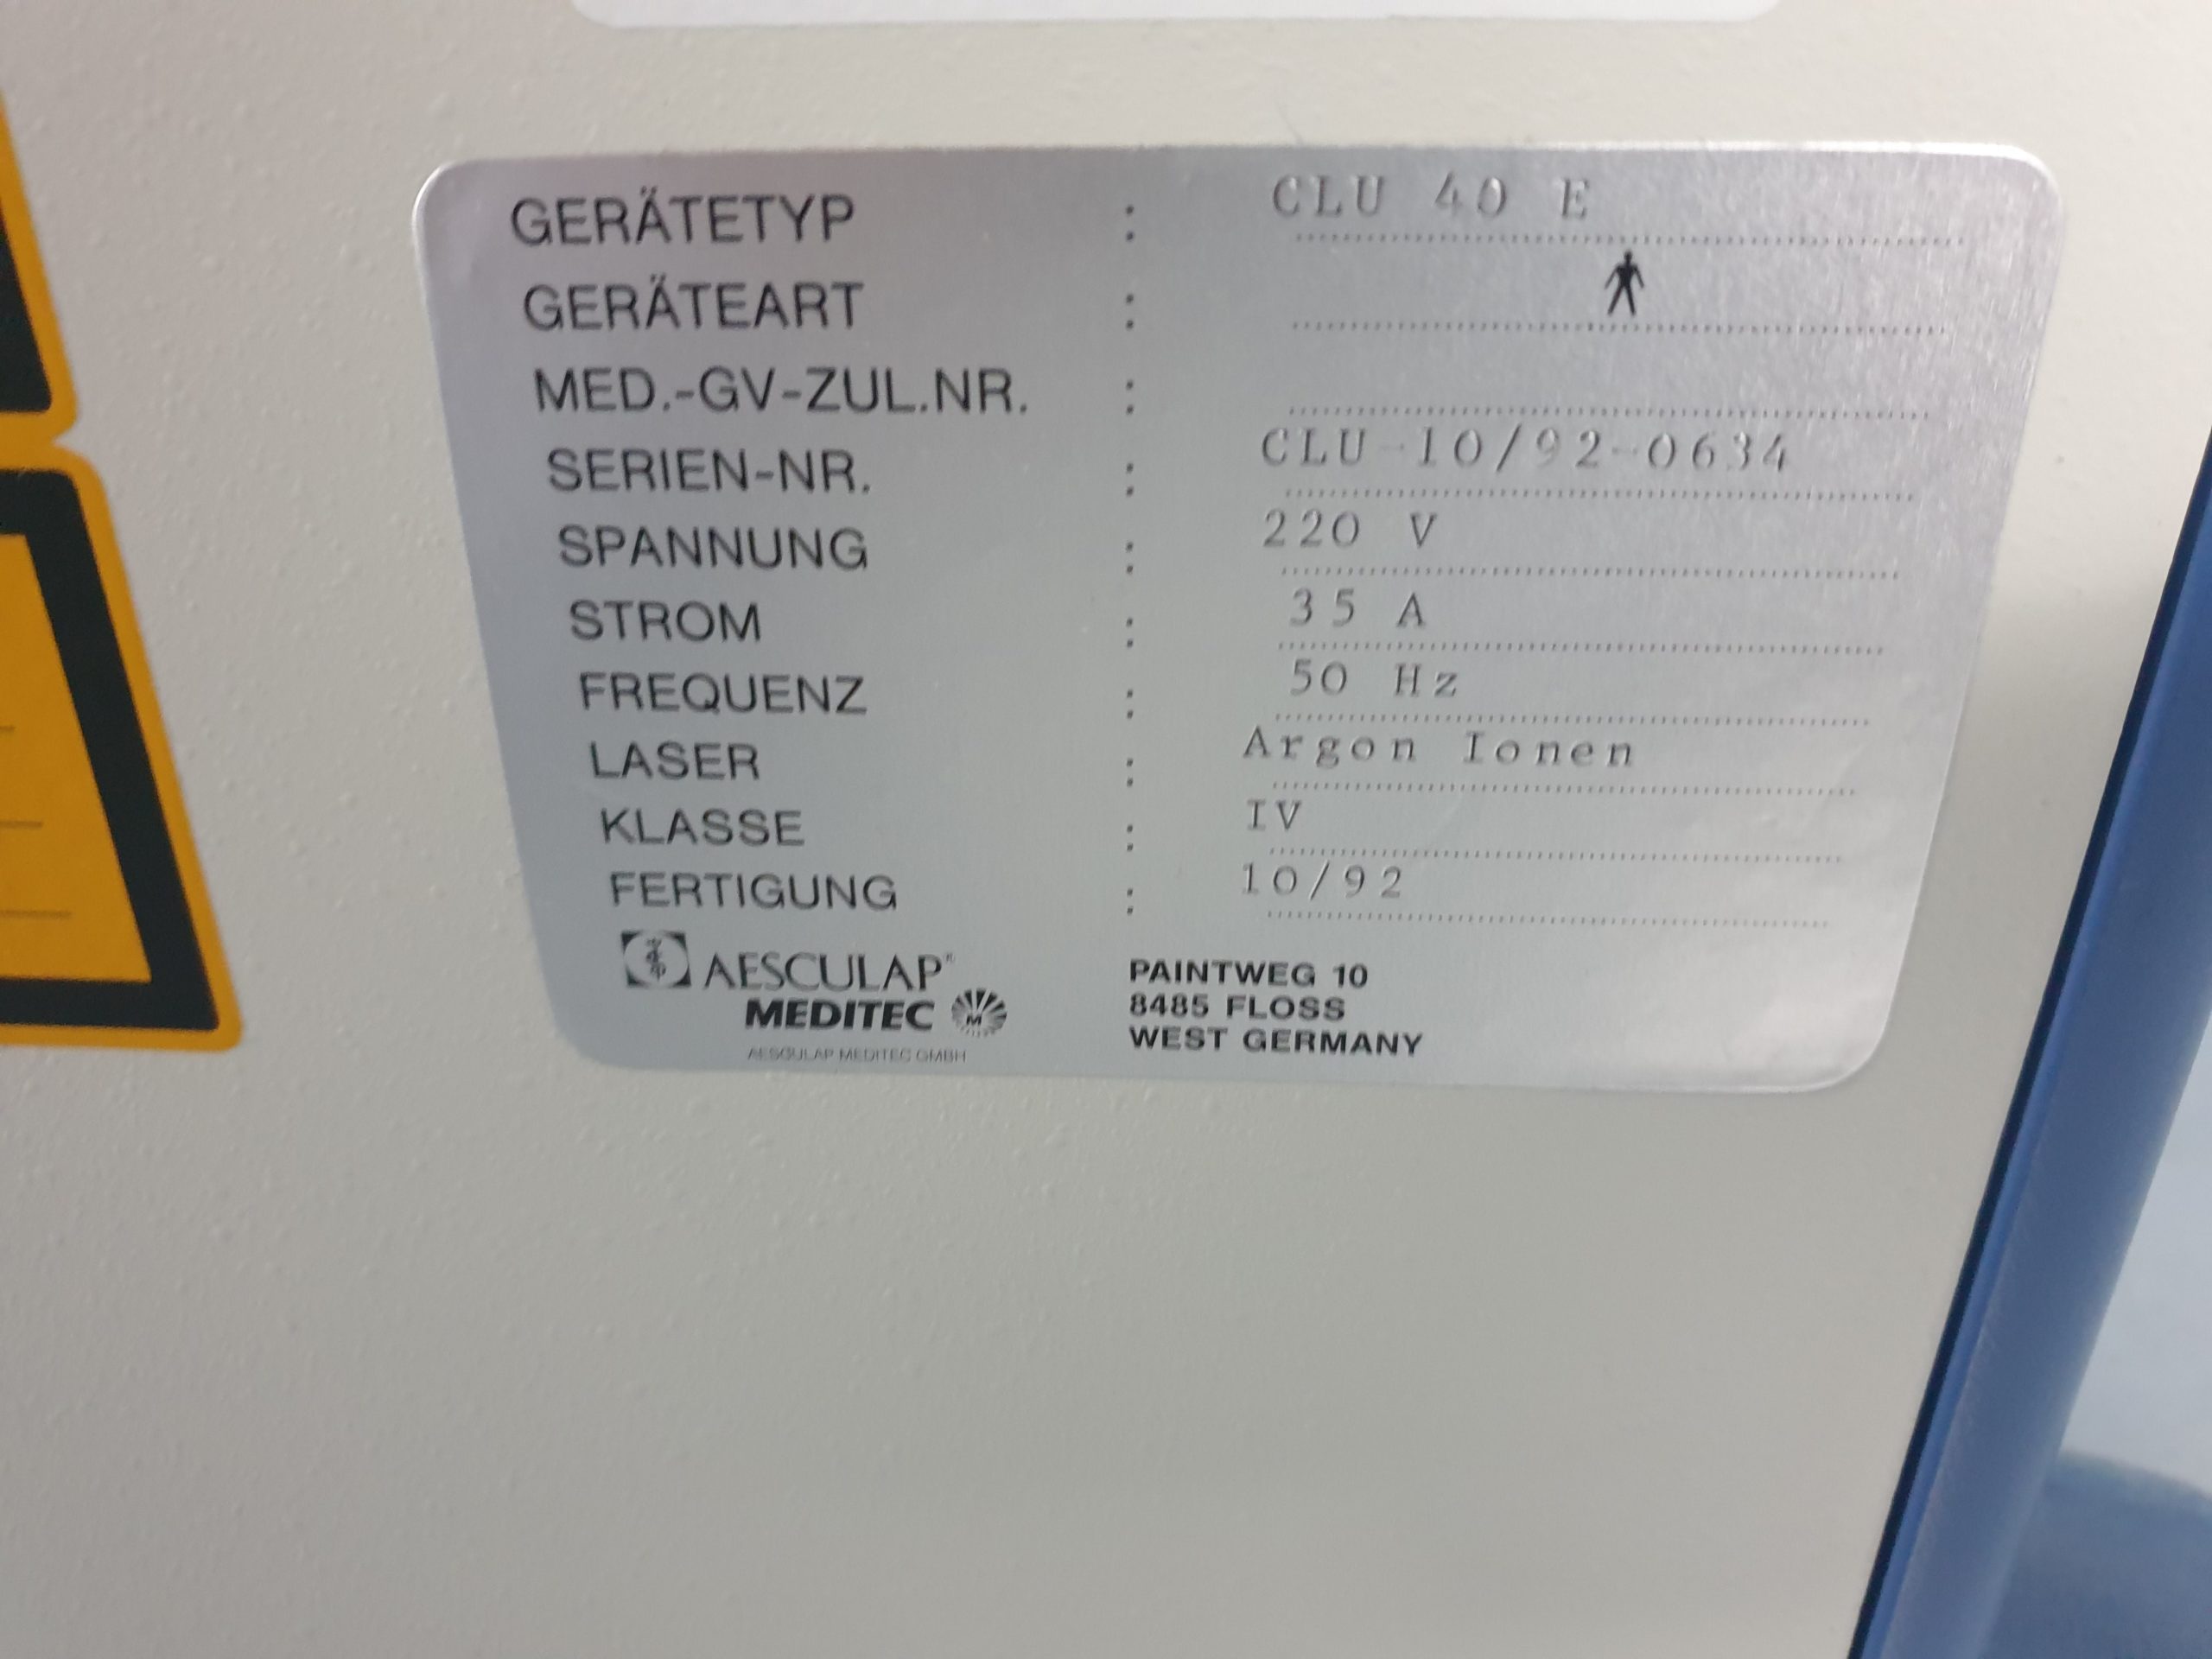 GERÄTETYP : CLU 40 E
GERÄTEART :
MED.-GV-ZUL.NR. :
SERIEN-NR. : CLU-10/92-0634
SPANNUNG : 220 V
STROM : 35 A
FREQUENZ : 50 Hz
LASER : Argon Ionen
KLASSE : IV
FERTIGUNG : 10/92
AESCULAP®
MEDITEC M
AESCULAP MEDITEC GMBH
PAINTWEG 10
8485 FLOSS
WEST GERMANY